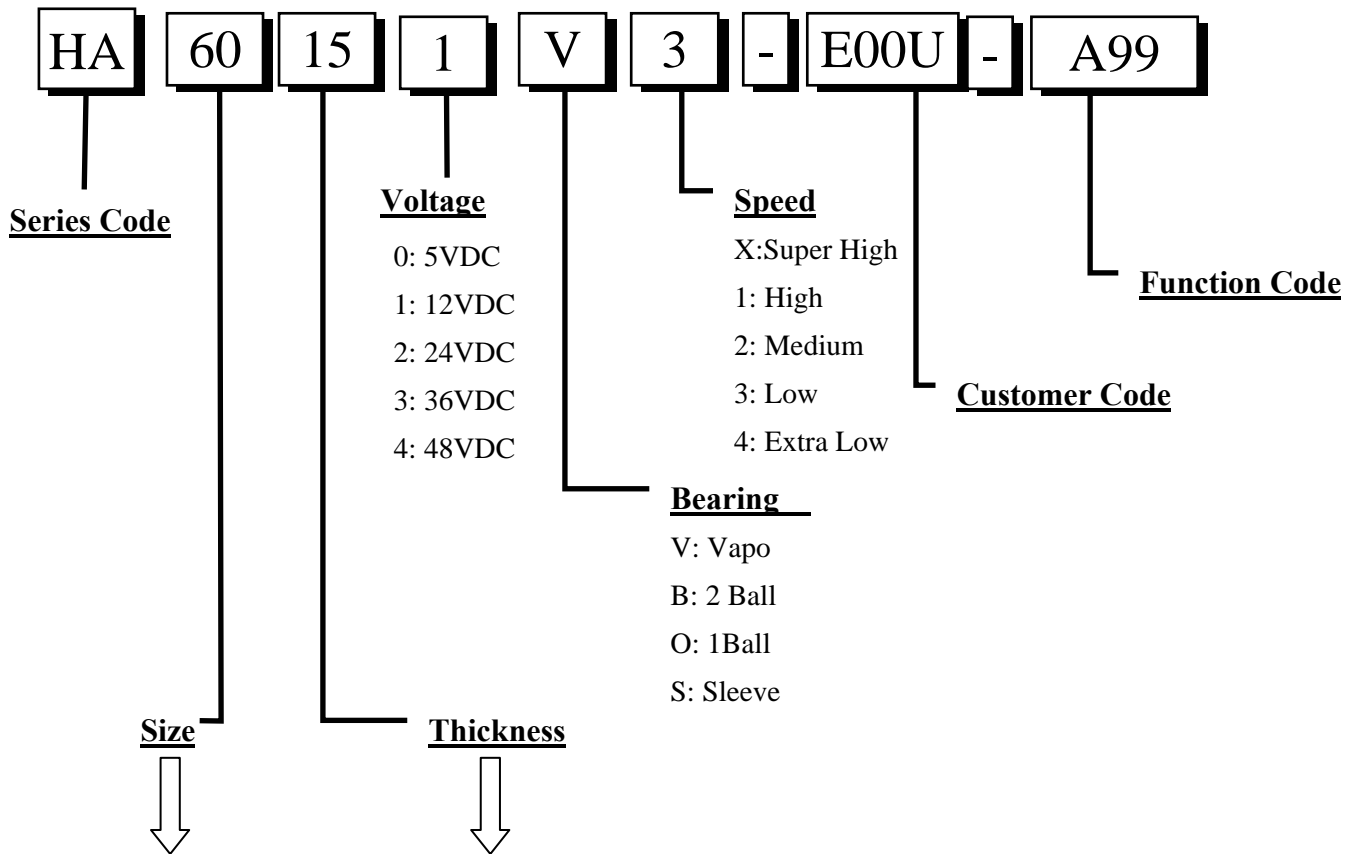 HA 60 15 1 V 3 - E00U - A99
Series Code
Voltage
0: 5VDC
1: 12VDC
2: 24VDC
3: 36VDC
4: 48VDC
Speed
X:Super High
1: High
2: Medium
3: Low
4: Extra Low
Function Code
Customer Code
Bearing
V: Vapo
B: 2 Ball
O: 1Ball
S: Sleeve
Size
Thickness